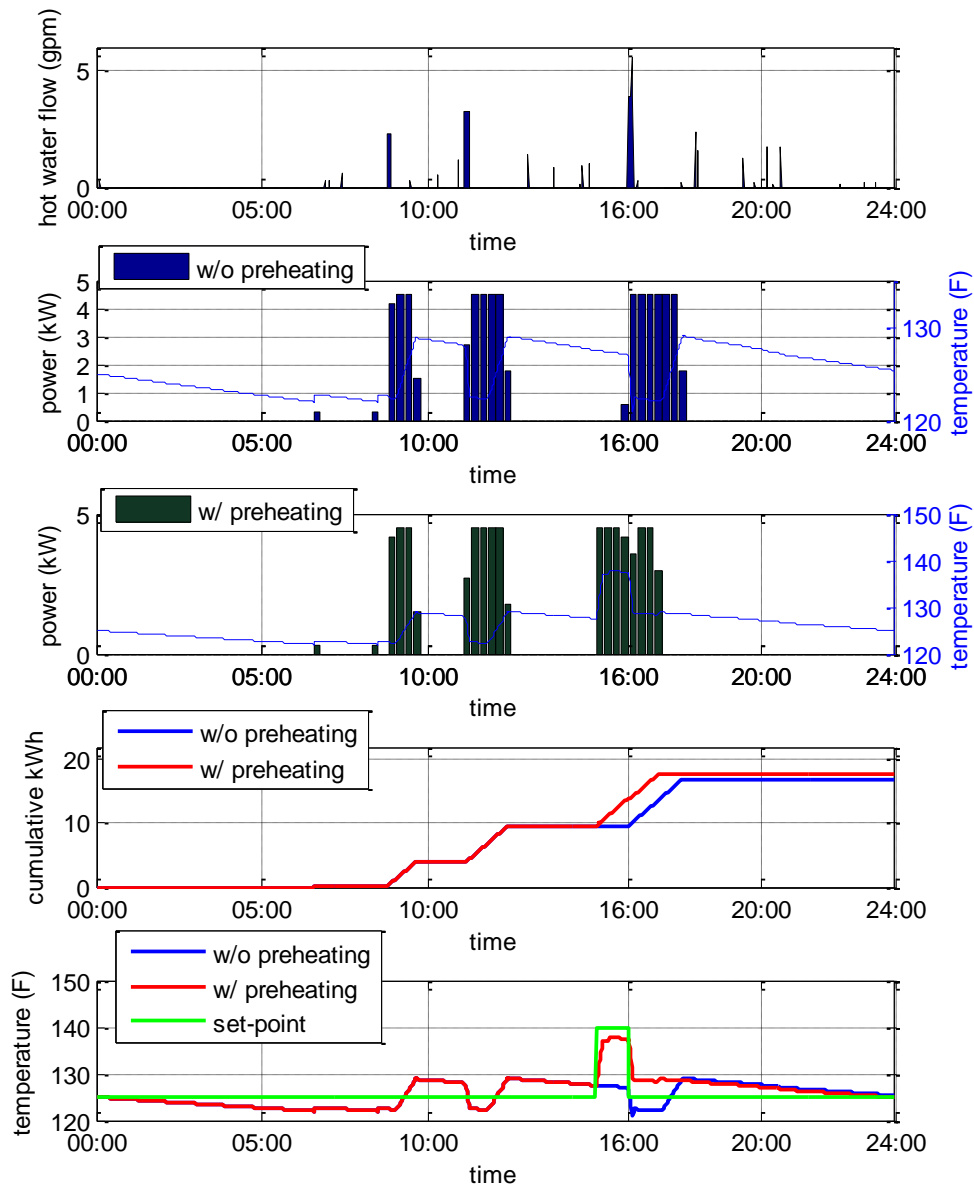 hot water flow (gpm)
5
0
00:00 05:00 10:00 16:00 20:00 24:00
time
w/o preheating
power (kW)
5
4
3
2
1
0
130
120
temperature (F)
00:00 05:00 10:00 16:00 20:00 24:00
time
w/ preheating
power (kW)
5
0
150
140
130
120
temperature (F)
00:00 05:00 10:00 16:00 20:00 24:00
time
w/o preheating
w/ preheating
cumulative kWh
20
10
0
00:00 05:00 10:00 16:00 20:00 24:00
time
w/o preheating
w/ preheating
set-point
temperature (F)
150
140
130
120
00:00 05:00 10:00 16:00 20:00 24:00
time